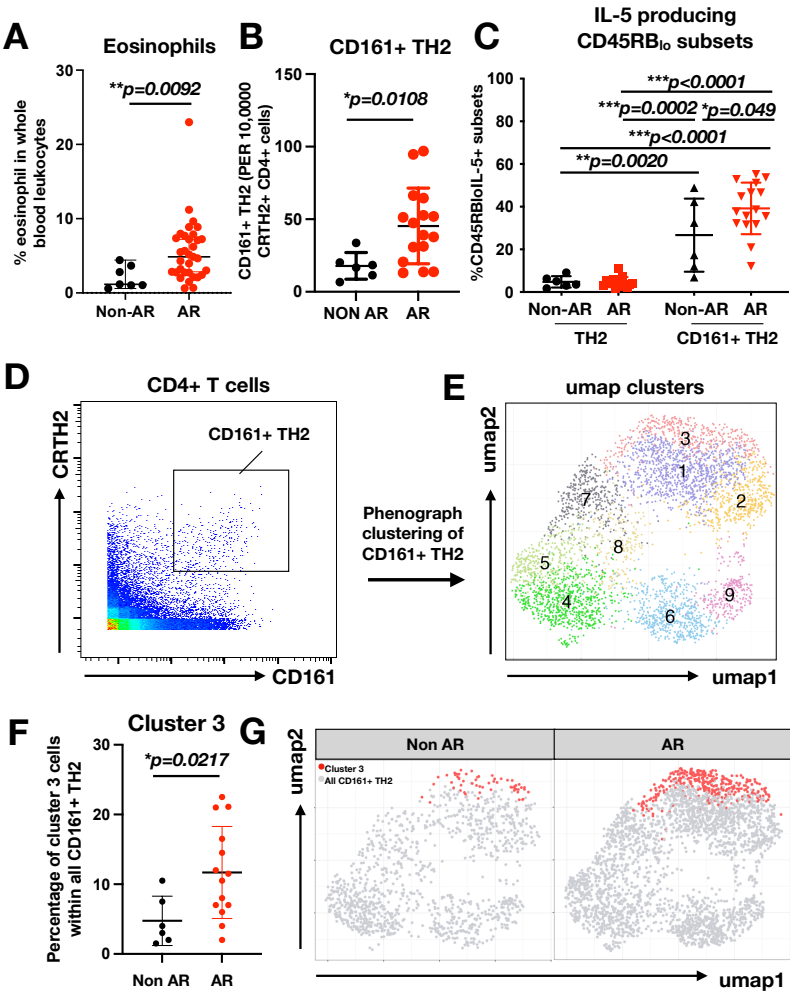 A
Eosinophils
% eosinophil in whole
blood leukocytes
30
20
10
0
**p=0.0092
Non-AR
AR
B
CD161+ TH2
CD161+ TH2 (PER 10,0000
CRTH2+ CD4+ cells)
150
100
50
0
*p=0.0108
NON AR
AR
C
IL-5 producing
CD45RBlo subsets
%CD45RBloIL-5+ subsets
100
80
60
40
20
0
***p<0.0001
***p=0.0002
*p=0.049
***p<0.0001
**p=0.0020
Non-AR
AR
Non-AR
AR
TH2
CD161+ TH2
D
CD4+ T cells
CRTH2
CD161+ TH2
CD161
Phenograph
clustering of
CD161+ TH2
E
umap clusters
umap2
3
1
2
7
8
5
4
6
9
umap1
F
Cluster 3
Percentage of cluster 3 cells
within all CD161+ TH2
30
20
10
0
*p=0.0217
Non AR
AR
G
umap2
Non AR
AR
Cluster 3
All CD161+ TH2
umap1